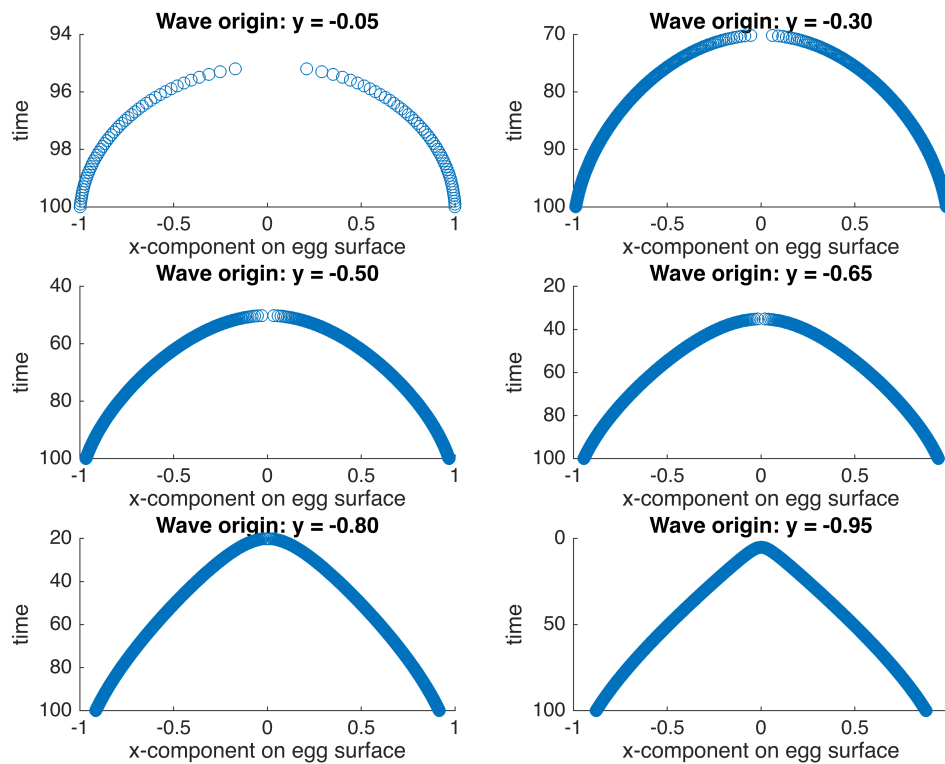 Wave origin: y = -0.05
94
96
98
100
time
-1 -0.5 0 0.5 1
x-component on egg surface
Wave origin: y = -0.30
70
80
90
100
time
-1 -0.5 0 0.5
x-component on egg surface
Wave origin: y = -0.50
40
60
80
100
time
-1 -0.5 0 0.5 1
x-component on egg surface
Wave origin: y = -0.65
20
40
60
80
100
time
-1 -0.5 0 0.5
x-component on egg surface
Wave origin: y = -0.80
20
40
60
80
100
time
-1 -0.5 0 0.5 1
x-component on egg surface
Wave origin: y = -0.95
0
50
100
time
-1 -0.5 0 0.5
x-component on egg surface